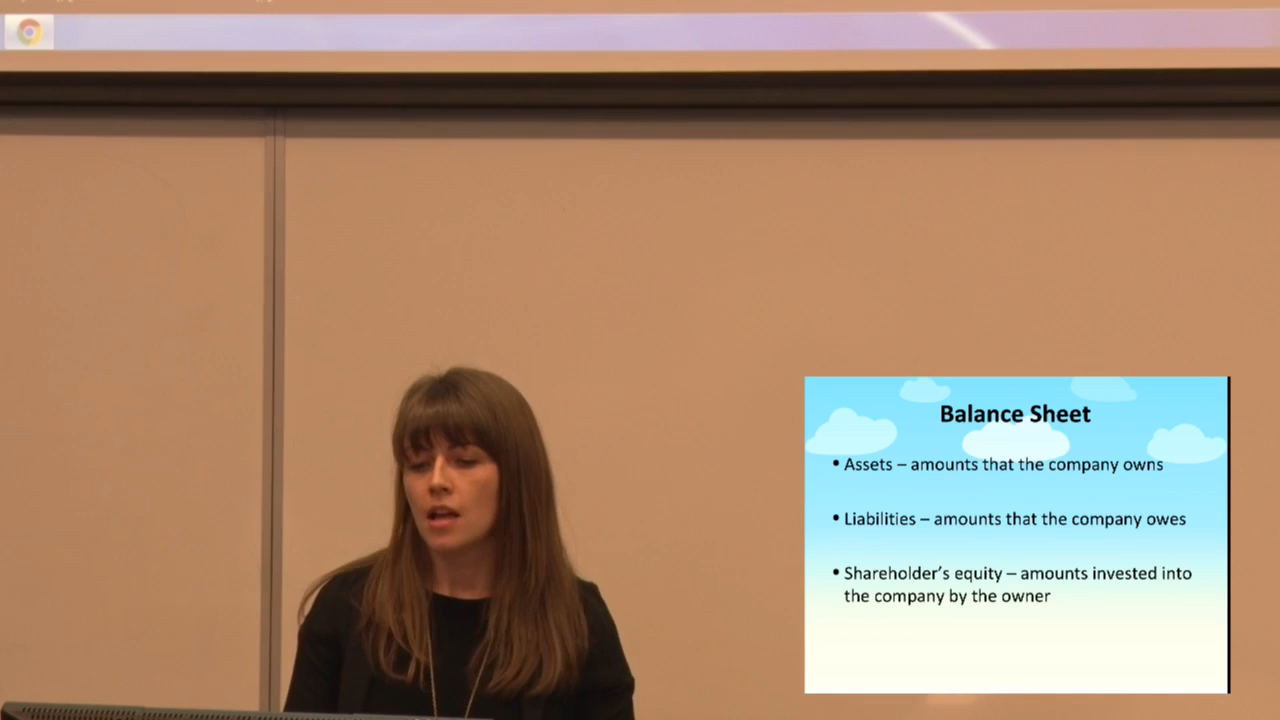 Balance Sheet
• Assets – amounts that the company owns
• Liabilities – amounts that the company owes
• Shareholder’s equity – amounts invested into
the company by the owner